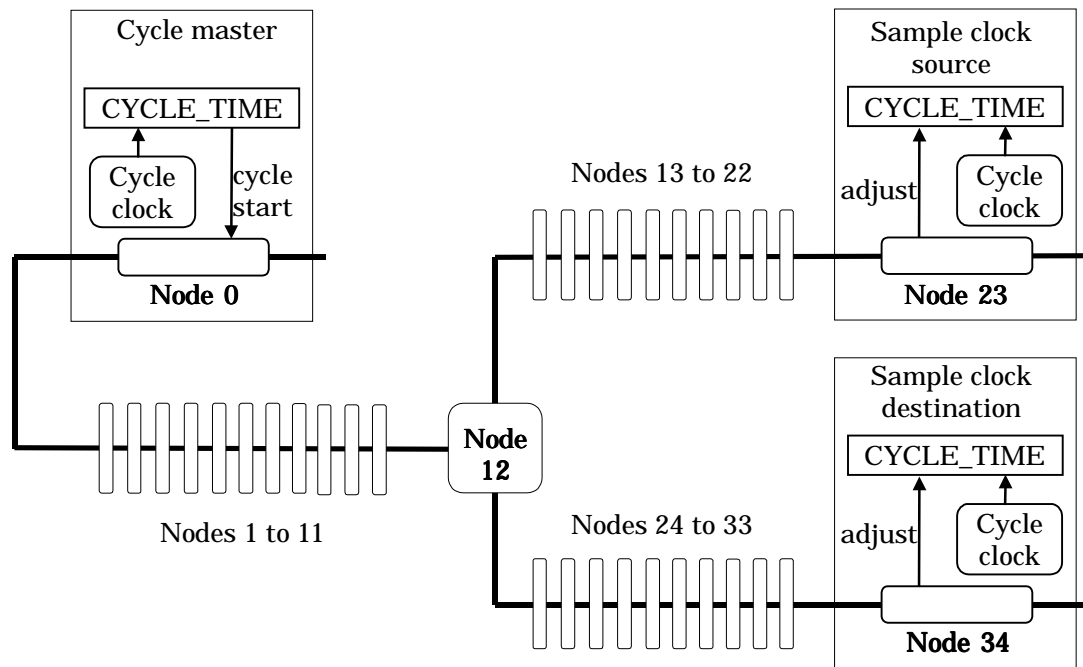 Cycle master
CYCLE_TIME
Cycle
clock
cycle
start
Node 0
Nodes 1 to 11
Node
12
Nodes 13 to 22
Sample clock
source
CYCLE_TIME
adjust
Cycle
clock
Node 23
Nodes 24 to 33
Sample clock
destination
CYCLE_TIME
adjust
Cycle
clock
Node 34